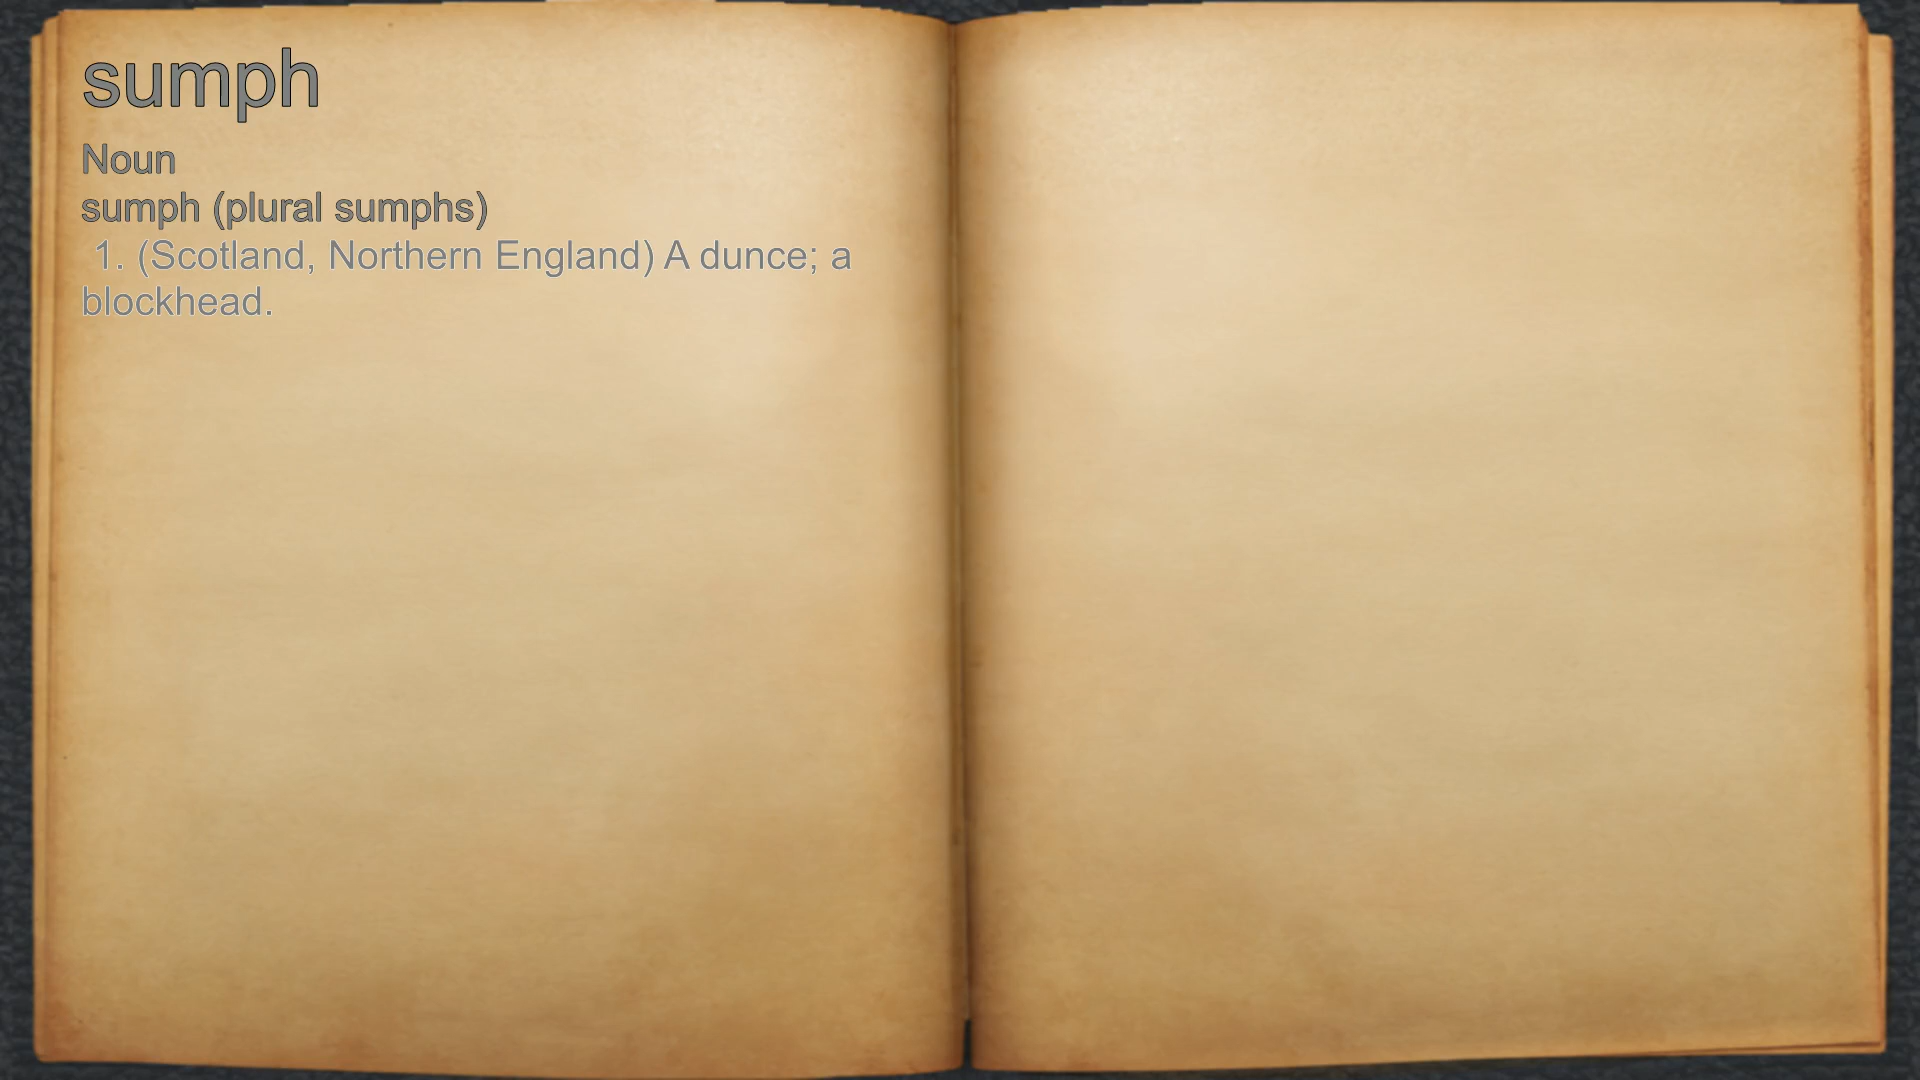 sumph
Noun
sumph (plural sumphs)
1. (Scotland, Northern England) A dunce; a
blockhead.